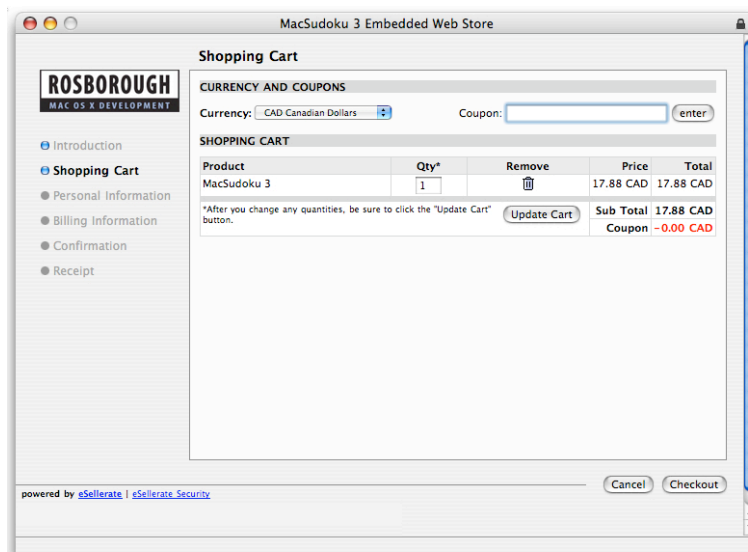 MacSudoku 3 Embedded Web Store
Shopping Cart
ROSBOROUGH
MAC OS X DEVELOPMENT
Introduction
Shopping Cart
Personal Information
Billing Information
Confirmation
Receipt
CURRENCY AND COUPONS
Currency: CAD Canadian Dollars Coupon: enter
SHOPPING CART
Product Qty* Remove Price Total
MacSudoku 3 1 17.88 CAD 17.88 CAD
*After you change any quantities, be sure to click the "Update Cart"
button.
Update Cart
Sub Total 17.88 CAD
Coupon -0.00 CAD
Cancel Checkout
powered by eSellerate | eSellerate Security